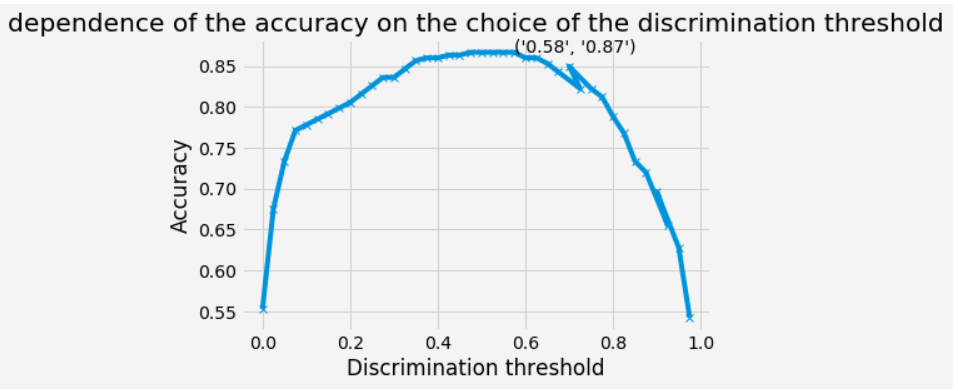 dependence of the accuracy on the choice of the discrimination threshold
('0.58', '0.87')
0.85
0.80
0.75
0.70
0.65
0.60
0.55
Accuracy
0.0 0.2 0.4 0.6 0.8 1.0
Discrimination threshold